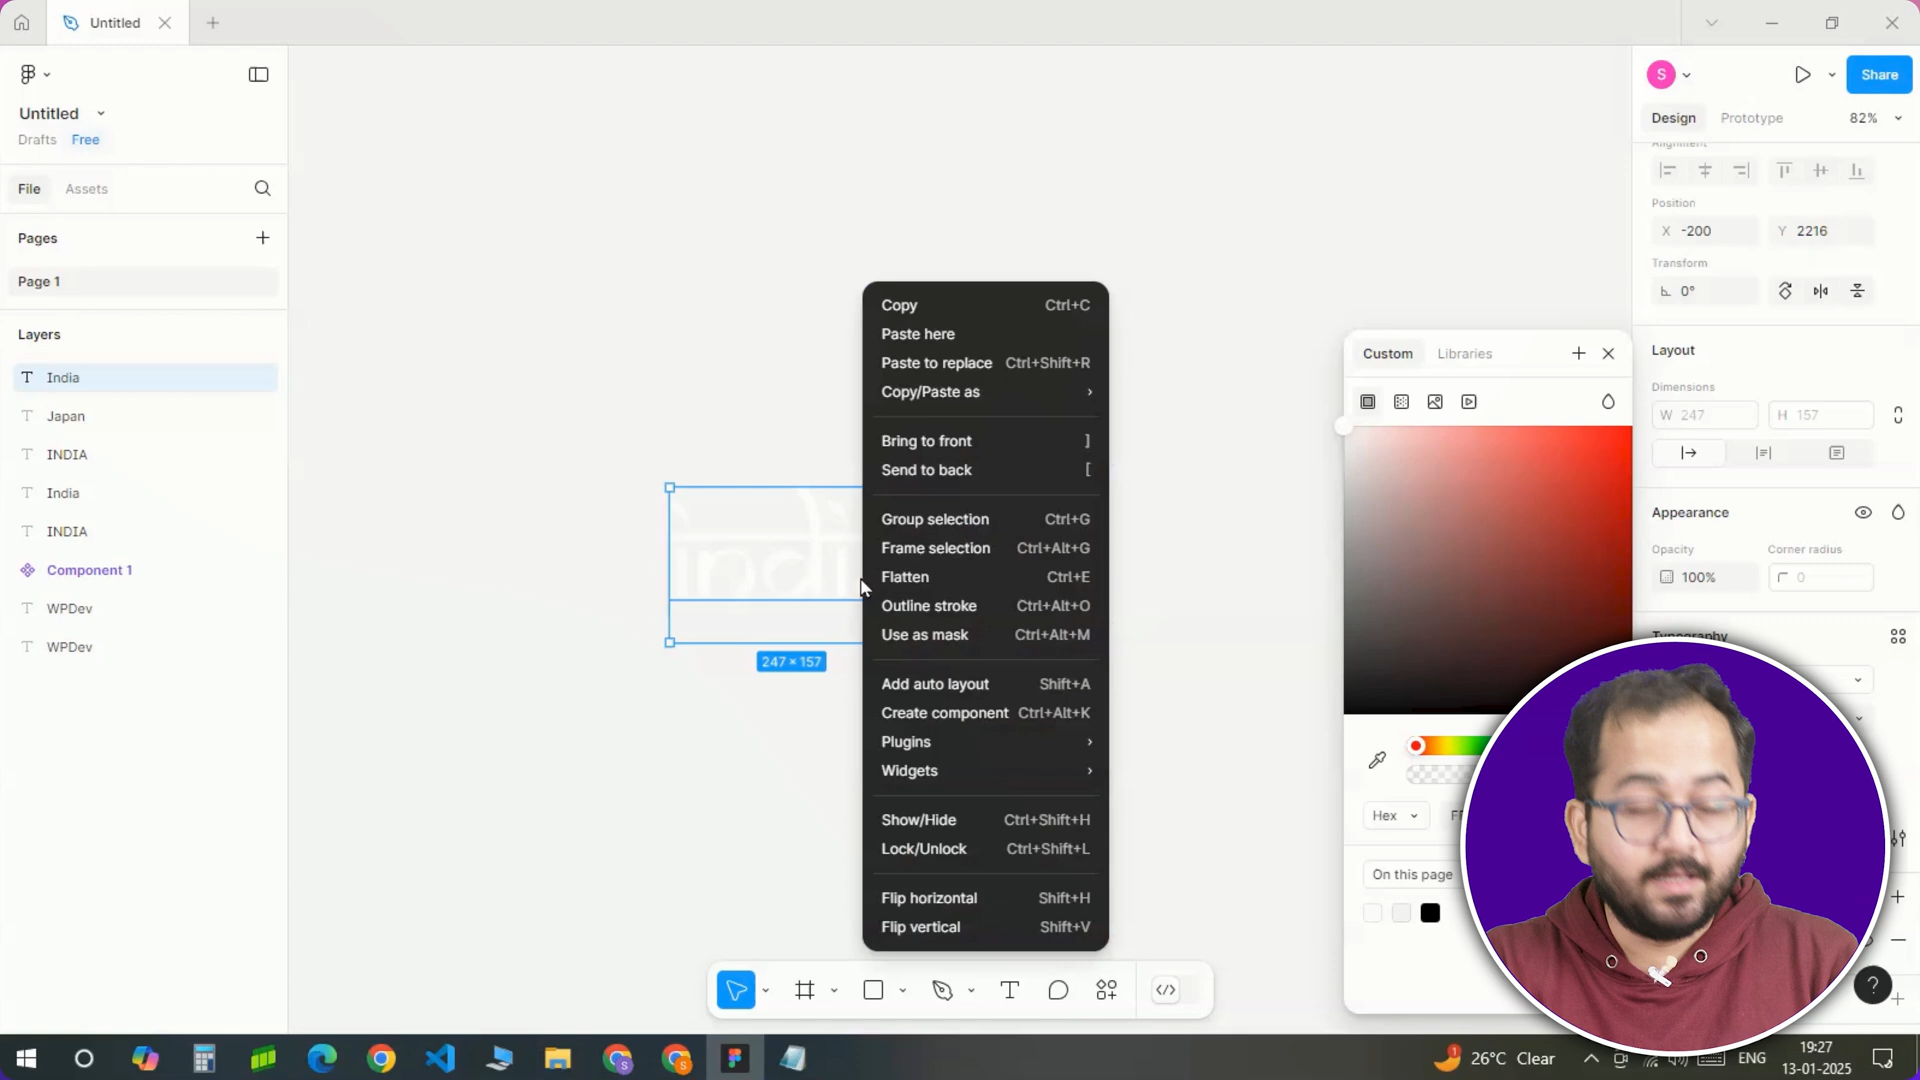 Untitled
Untitled
Drafts Free
File Assets
Pages
Page 1
Layers
India
Japan
INDIA
India
INDIA
Component 1
WPDev
WPDev
247 × 157
Copy Ctrl+C
Paste here
Paste to replace Ctrl+Shift+R
Copy/Paste as
Bring to front ]
Send to back [
Group selection Ctrl+G
Frame selection Ctrl+Alt+G
Flatten Ctrl+E
Outline stroke Ctrl+Alt+O
Use as mask Ctrl+Alt+M
Add auto layout Shift+A
Create component Ctrl+Alt+K
Plugins
Widgets
Show/Hide Ctrl+Shift+H
Lock/Unlock Ctrl+Shift+L
Flip horizontal Shift+H
Flip vertical Shift+V
Custom Libraries
Hex
On this page
S Share
Design Prototype 82%
Alignment
Position
X -200 Y 2216
Transform
0°
Layout
Dimensions
W 247 H 157
Appearance
Opacity Corner radius
100% 0
Typography
?
26°C Clear ENG 19:27
13-01-2025